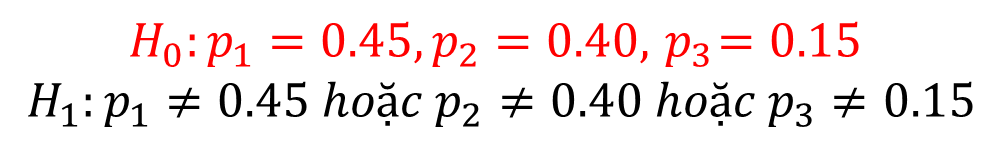 H₀: p₁ = 0.45, p₂ = 0.40, p₃ = 0.15
H₁: p₁ ≠ 0.45 hoặc p₂ ≠ 0.40 hoặc p₃ ≠ 0.15